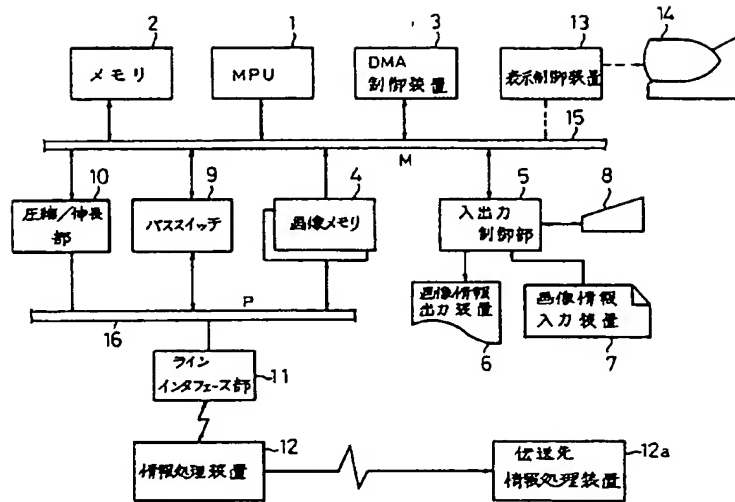 2
1
3
13
14
メモリ
MPU
DMA
制御装置
表示制御装置
15
M
10
9
4
5
8
圧縮/伸長
部
バススイッチ
画像メモリ
入出力
制御部
P
16
画像情報
出力装置
画像情報
入力装置
6
7
ライン
インタフェース部
11
12
12a
情報処理装置
伝送先
情報処理装置